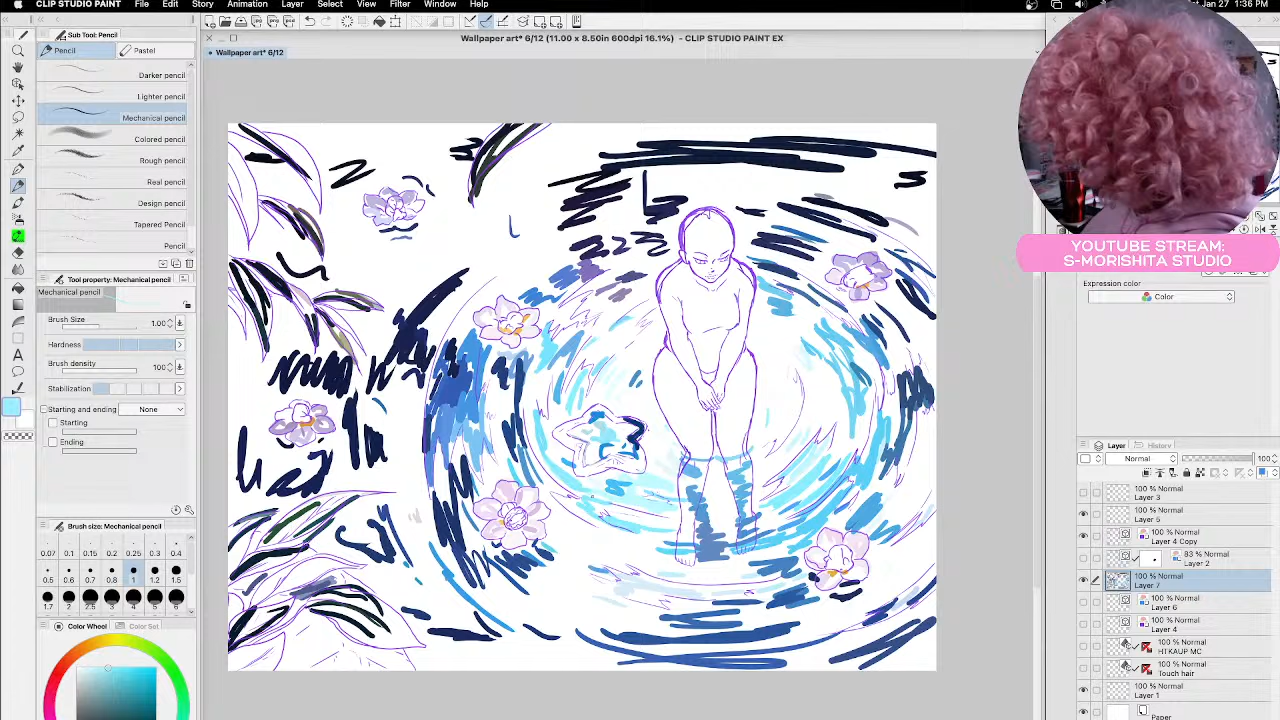 CLIP STUDIO PAINT File Edit Story Animation Layer Select View Filter Window Help
Jan 27 1:36 PM
Sub Tool: Pencil
Wallpaper art* 6/12 (11.00 x 8.50in 600dpi 16.1%) - CLIP STUDIO PAINT EX
Pencil Pastel
Wallpaper art* 6/12
Darker pencil
Lighter pencil
Mechanical pencil
Colored pencil
Rough pencil
Real pencil
Design pencil
Tapered Pencil
Pencil
YOUTUBE STREAM:
S-MORISHITA STUDIO
Tool property: Mechanical pencil
Mechanical pencil
Expression color
Color
Brush Size 1.00
Hardness
Brush density 100
Stabilization
Starting and ending None
Starting
Ending
Layer History
Normal 100
100 % Normal
Layer 3
100 % Normal
Layer 5
100 % Normal
Layer 4 Copy
83 % Normal
Layer 2
100 % Normal
Layer 7
100 % Normal
Layer 6
100 % Normal
Layer 4
100 % Normal
HTKAUP MC
100 % Normal
Touch hair
100 % Normal
Layer 1
Paper
Brush size: Mechanical pencil
0.07 0.1 0.15 0.2 0.25 0.3 0.4
0.5 0.6 0.7 0.8 1 1.2 1.5
1.7 2 2.5 3 4 5 6
Color Wheel Color Set